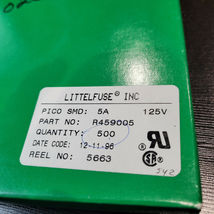 LITTELFUSE® INC
PICO SMD: 5A 125V
PART NO: R459005
QUANTITY: 500
DATE CODE: 12-11-96
REEL NO: 5663